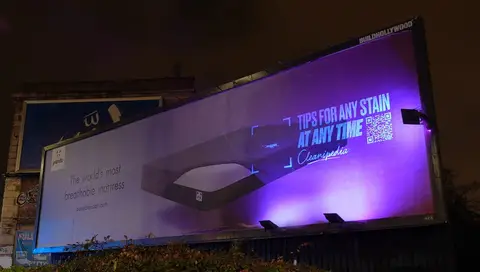 BUILDHOLLYWOOD
TIPS FOR ANY STAIN
AT ANY TIME
Cleanipedia
The world's most
breathable mattress